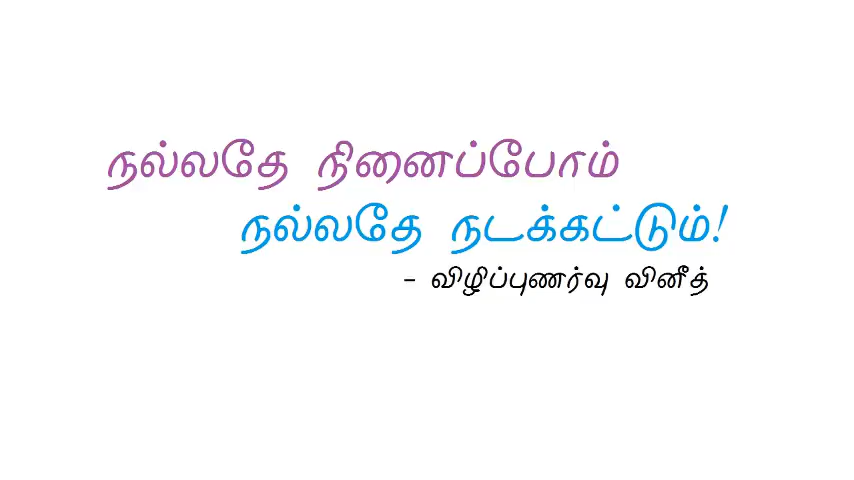 நல்லதே நினைப்போம்
நல்லதே நடக்கட்டும்!
- விழிப்புணர்வு வினீத்